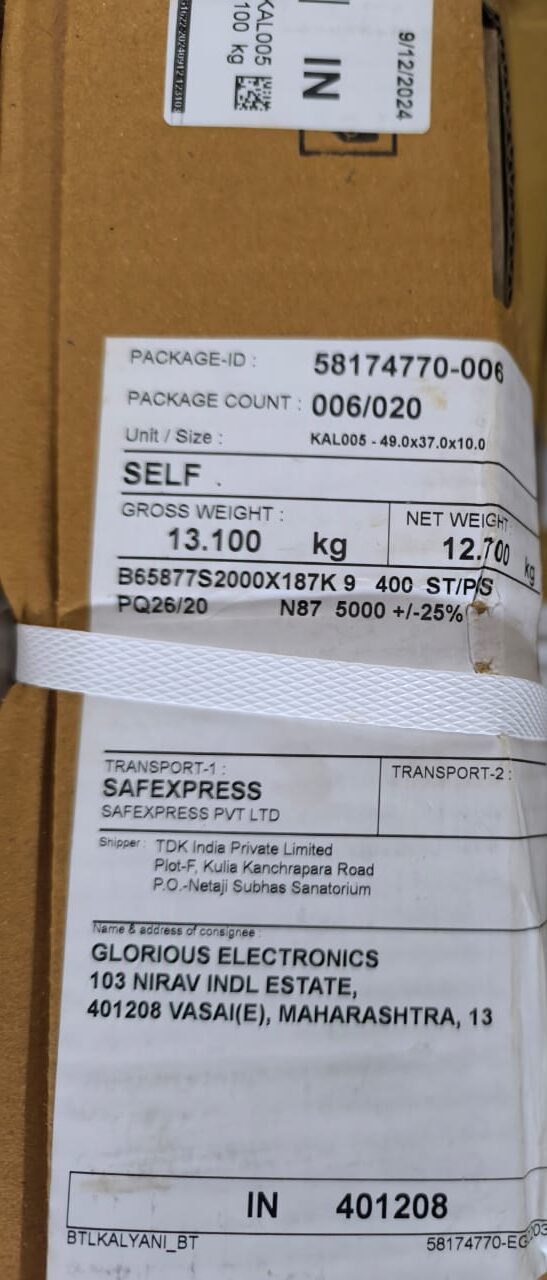 KAL005
100 kg
IN
9/12/2024
PACKAGE-ID : 58174770-006
PACKAGE COUNT : 006/020
Unit / Size : KAL005 - 49.0x37.0x10.0
SELF .
GROSS WEIGHT : NET WEIGHT
13.100 kg 12.700 kg
B65877S2000X187K 9 400 ST/PS
PQ26/20 N87 5000 +/-25%
TRANSPORT-1 : TRANSPORT-2 :
SAFEXPRESS
SAFEXPRESS PVT LTD
Shipper : TDK India Private Limited
Plot-F, Kulia Kanchrapara Road
P.O.-Netaji Subhas Sanatorium
Name & address of consignee :
GLORIOUS ELECTRONICS
103 NIRAV INDL ESTATE,
401208 VASAI(E), MAHARASHTRA, 13
IN 401208
BTLKALYANI_BT 58174770-EG